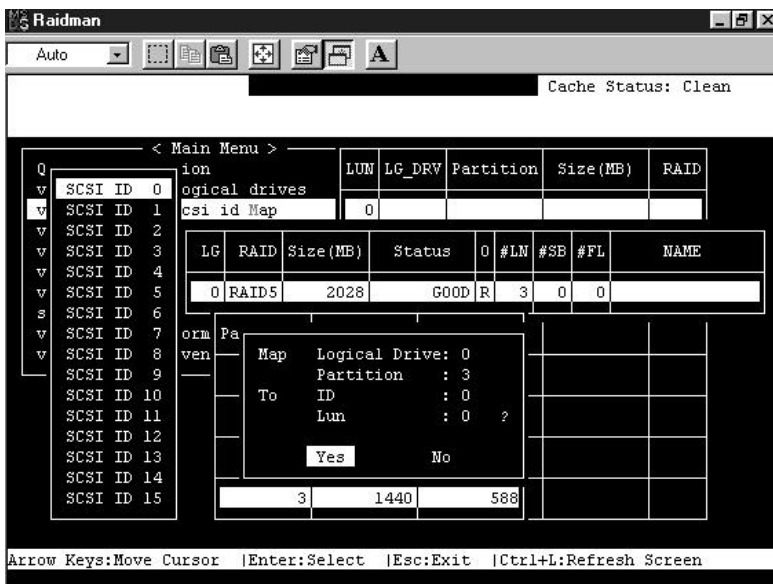 Raidman
Auto
A
Cache Status: Clean
< Main Menu >
Q ion
v ogical drives
v csi id Map
v
v
v
v
s
v orm Pa
v ven
SCSI ID 0
SCSI ID 1
SCSI ID 2
SCSI ID 3
SCSI ID 4
SCSI ID 5
SCSI ID 6
SCSI ID 7
SCSI ID 8
SCSI ID 9
SCSI ID 10
SCSI ID 11
SCSI ID 12
SCSI ID 13
SCSI ID 14
SCSI ID 15
LUN LG_DRV Partition Size(MB) RAID
0
LG RAID Size(MB) Status O #LN #SB #FL NAME
0 RAID5 2028 GOOD R 3 0 0
Map Logical Drive: 0
Partition : 3
To ID : 0
Lun : 0 ?
Yes No
3 1440 588
Arrow Keys:Move Cursor |Enter:Select |Esc:Exit |Ctrl+L:Refresh Screen